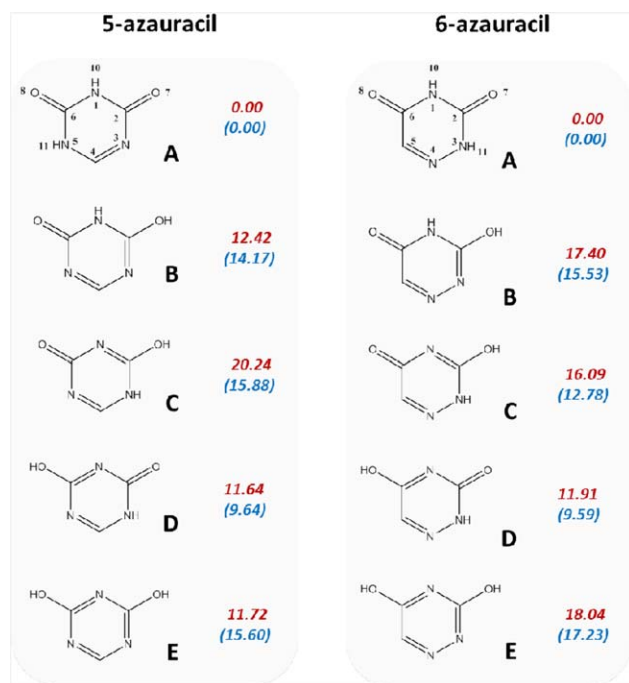 5-azauracil
6-azauracil
10
H
8 O N O 7
1
6 2
11 HN 5 3 N
4
A
0.00
(0.00)
10
H
8 O N O 7
1
6 2
5 3 NH 11
4 N
A
0.00
(0.00)
H
O N OH
N N
B
12.42
(14.17)
H
O N OH
N
N
B
17.40
(15.53)
O N OH
N NH
C
20.24
(15.88)
O N OH
NH
N
C
16.09
(12.78)
HO N O
N NH
D
11.64
(9.64)
HO N O
NH
N
D
11.91
(9.59)
HO N OH
N N
E
11.72
(15.60)
HO N OH
N
N
E
18.04
(17.23)